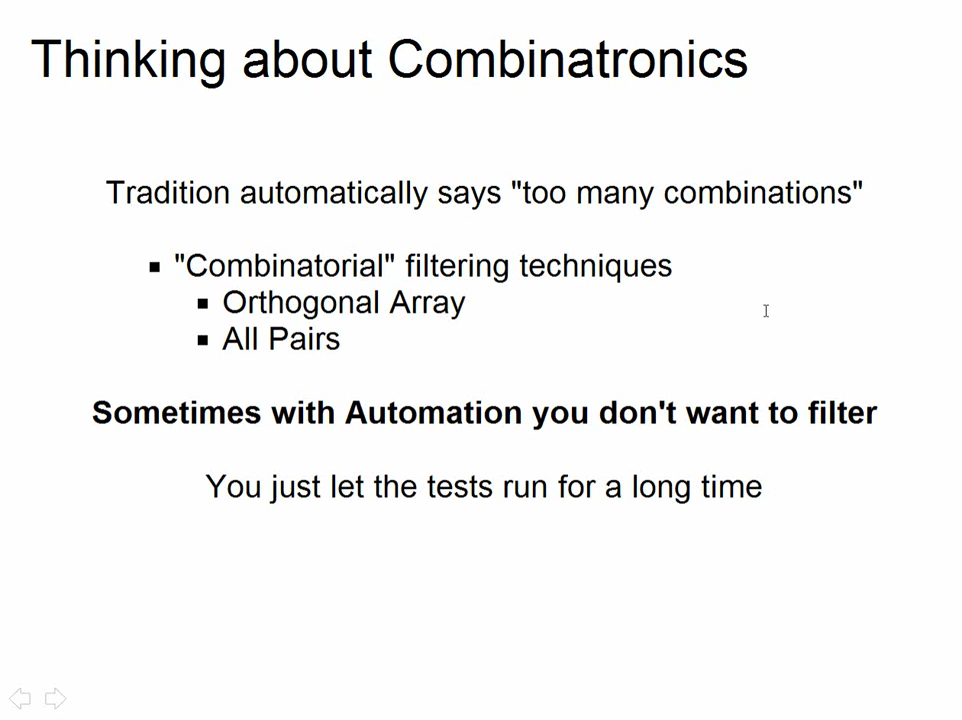 Thinking about Combinatronics
Tradition automatically says "too many combinations"
"Combinatorial" filtering techniques
Orthogonal Array
All Pairs
Sometimes with Automation you don't want to filter
You just let the tests run for a long time